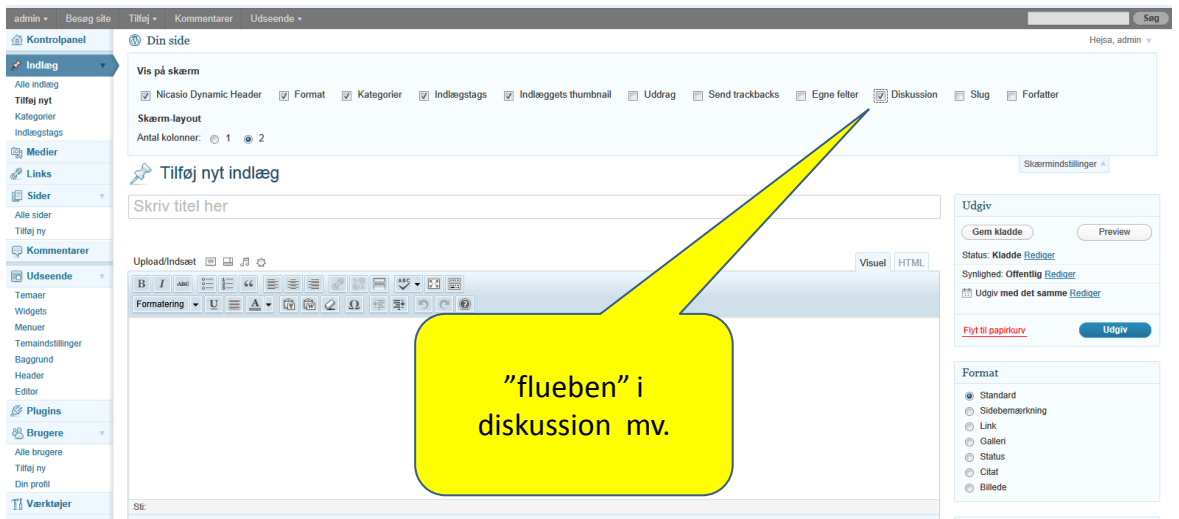 admin Besøg site Tilføj Kommentarer Udseende Søg
Kontrolpanel
Din side
Hejsa, admin
Indlæg
Alle indlæg
Tilføj nyt
Kategorier
Indlægstags
Medier
Links
Sider
Alle sider
Tilføj ny
Kommentarer
Udseende
Temaer
Widgets
Menuer
Temaindstillinger
Baggrund
Header
Editor
Plugins
Brugere
Alle brugere
Tilføj ny
Din profil
Værktøjer
Vis på skærm
Nicasio Dynamic Header Format Kategorier Indlægstags Indlæggets thumbnail Uddrag Send trackbacks Egne felter Diskussion Slug Forfatter
Skærm-layout
Antal kolonner: 1 2
Skærmindstillinger
Tilføj nyt indlæg
Skriv titel her
Upload/Indsæt
Visuel HTML
B I ABC ABC
Formatering U A Ω
Sti:
”flueben” i
diskussion mv.
Udgiv
Gem kladde Preview
Status: Kladde Rediger
Synlighed: Offentlig Rediger
Udgiv med det samme Rediger
Flyt til papirkurv Udgiv
Format
Standard
Sidebemærkning
Link
Galleri
Status
Citat
Billede